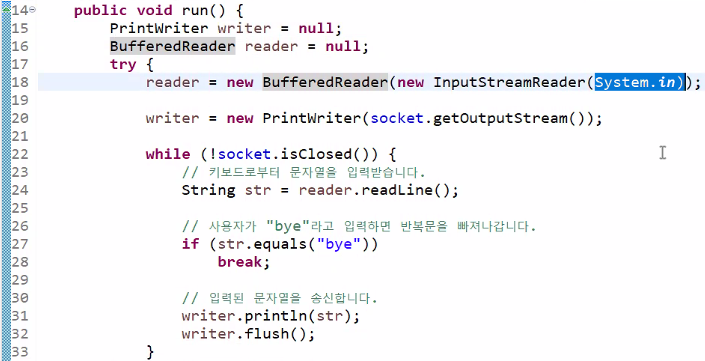 14 public void run() {
15 PrintWriter writer = null;
16 BufferedReader reader = null;
17 try {
18 reader = new BufferedReader(new InputStreamReader(System.in));
19
20 writer = new PrintWriter(socket.getOutputStream());
21
22 while (!socket.isClosed()) {
23 // 키보드로부터 문자열을 입력받습니다.
24 String str = reader.readLine();
25
26 // 사용자가 "bye"라고 입력하면 반복문을 빠져나갑니다.
27 if (str.equals("bye"))
28 break;
29
30 // 입력된 문자열을 송신합니다.
31 writer.println(str);
32 writer.flush();
33 }